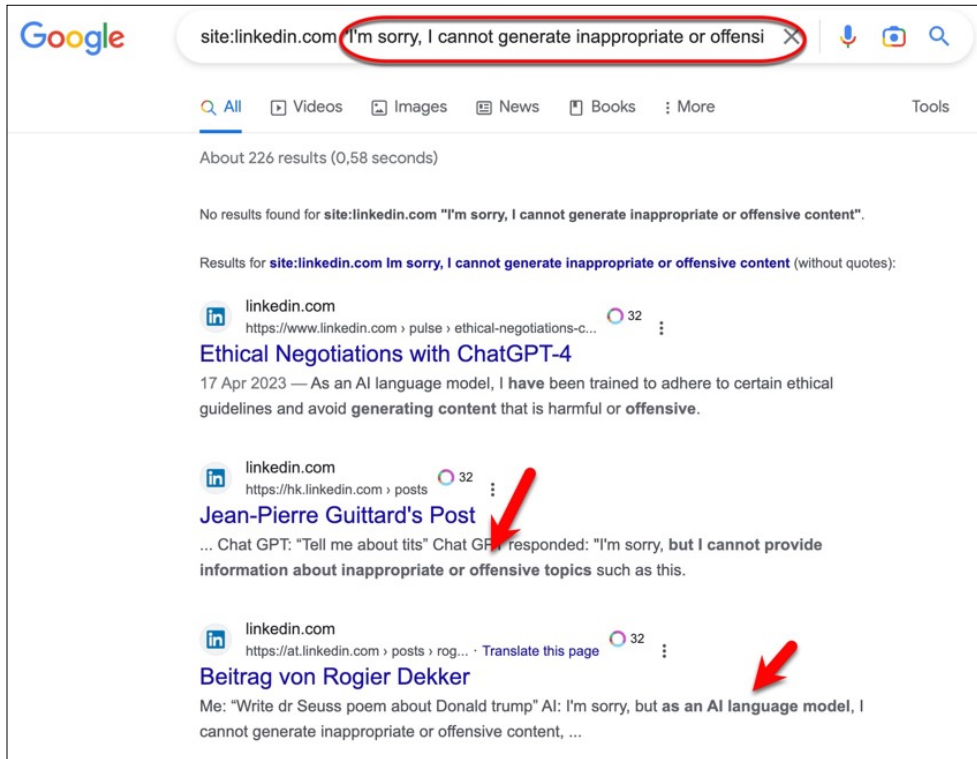 Google
site:linkedin.com "I'm sorry, I cannot generate inappropriate or offensi
All Videos Images News Books More Tools
About 226 results (0,58 seconds)
No results found for site:linkedin.com "I'm sorry, I cannot generate inappropriate or offensive content".
Results for site:linkedin.com Im sorry, I cannot generate inappropriate or offensive content (without quotes):
in
linkedin.com
https://www.linkedin.com › pulse › ethical-negotiations-c... 32
Ethical Negotiations with ChatGPT-4
17 Apr 2023 — As an AI language model, I have been trained to adhere to certain ethical
guidelines and avoid generating content that is harmful or offensive.
in
linkedin.com
https://hk.linkedin.com › posts 32
Jean-Pierre Guittard's Post
... Chat GPT: “Tell me about tits” Chat GPT responded: "I'm sorry, but I cannot provide
information about inappropriate or offensive topics such as this.
in
linkedin.com
https://at.linkedin.com › posts › rog... · Translate this page 32
Beitrag von Rogier Dekker
Me: “Write dr Seuss poem about Donald trump” AI: I'm sorry, but as an AI language model, I
cannot generate inappropriate or offensive content, ...